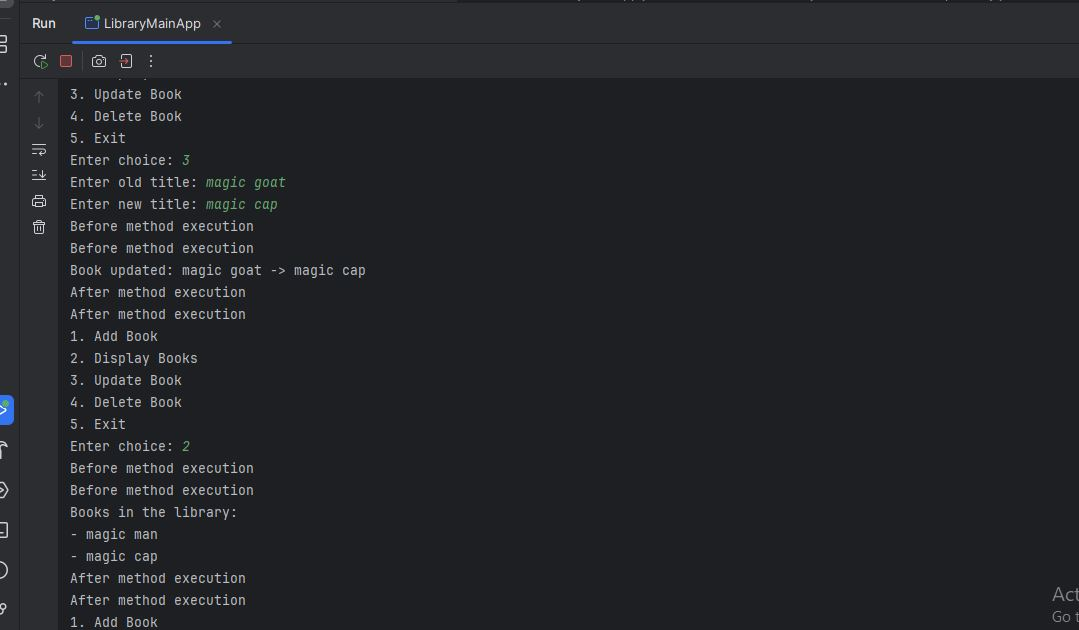 Run
LibraryMainApp
3. Update Book
4. Delete Book
5. Exit
Enter choice: 3
Enter old title: magic goat
Enter new title: magic cap
Before method execution
Before method execution
Book updated: magic goat -> magic cap
After method execution
After method execution
1. Add Book
2. Display Books
3. Update Book
4. Delete Book
5. Exit
Enter choice: 2
Before method execution
Before method execution
Books in the library:
- magic man
- magic cap
After method execution
After method execution
1. Add Book
Act
Go t